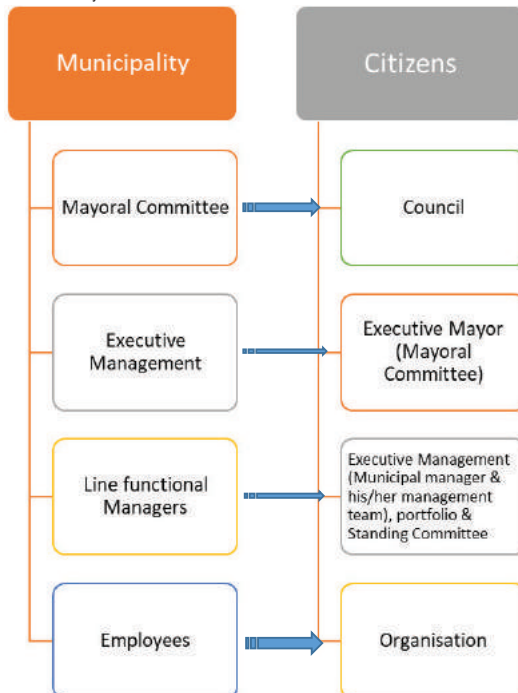 Municipality
Citizens
Mayoral Committee
Council
Executive
Management
Executive Mayor
(Mayoral
Committee)
Line functional
Managers
Executive Management
(Municipal manager &
his/her management
team), portfolio &
Standing Committee
Employees
Organisation